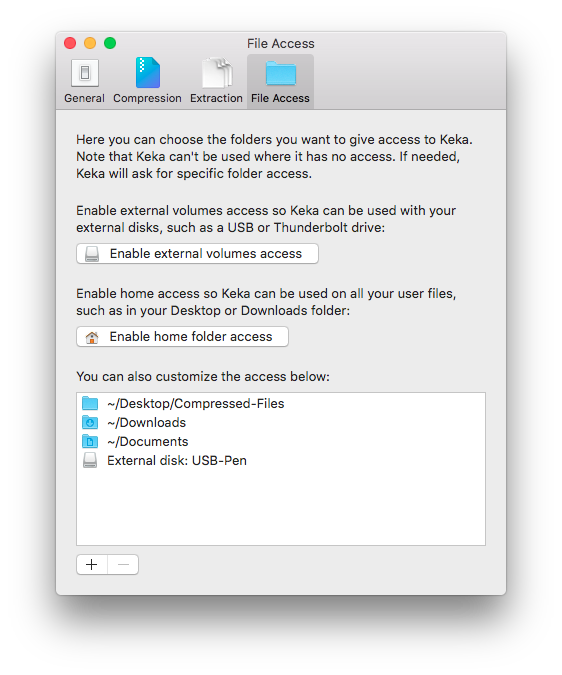 File Access
General Compression Extraction File Access
Here you can choose the folders you want to give access to Keka.
Note that Keka can't be used where it has no access. If needed,
Keka will ask for specific folder access.
Enable external volumes access so Keka can be used with your
external disks, such as a USB or Thunderbolt drive:
Enable external volumes access
Enable home access so Keka can be used on all your user files,
such as in your Desktop or Downloads folder:
Enable home folder access
You can also customize the access below:
~/Desktop/Compressed-Files
~/Downloads
~/Documents
External disk: USB-Pen